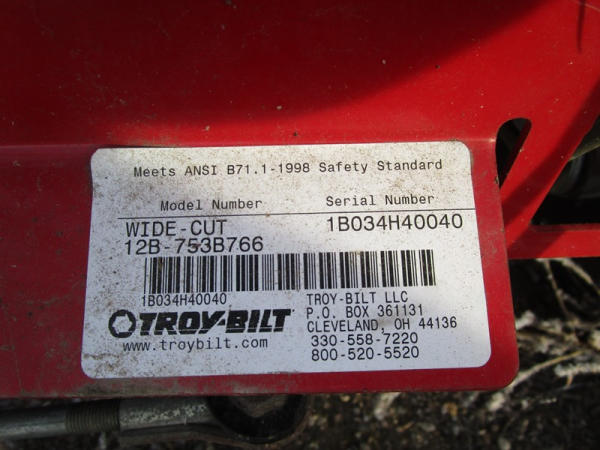 Meets ANSI B71.1-1998 Safety Standard
Model Number Serial Number
WIDE-CUT 1B034H40040
12B-753B766
1B034H40040
TROY-BILT
www.troybilt.com
TROY-BILT LLC
P.O. BOX 361131
CLEVELAND, OH 44136
330-558-7220
800-520-5520